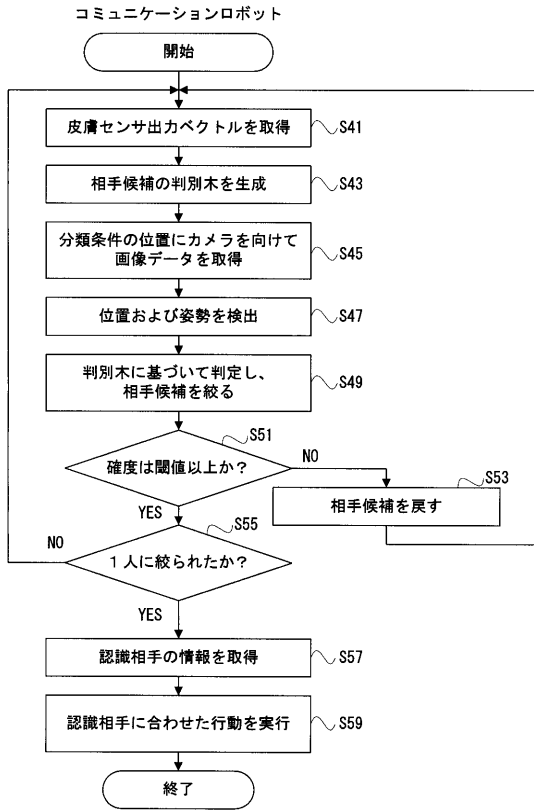 コミュニケーションロボット
開始
皮膚センサ出力ベクトルを取得
S41
相手候補の判別木を生成
S43
分類条件の位置にカメラを向けて
画像データを取得
S45
位置および姿勢を検出
S47
判別木に基づいて判定し、
相手候補を絞る
S49
S51
確度は閾値以上か?
NO
S53
相手候補を戻す
YES
S55
NO
1人に絞られたか?
YES
認識相手の情報を取得
S57
認識相手に合わせた行動を実行
S59
終了